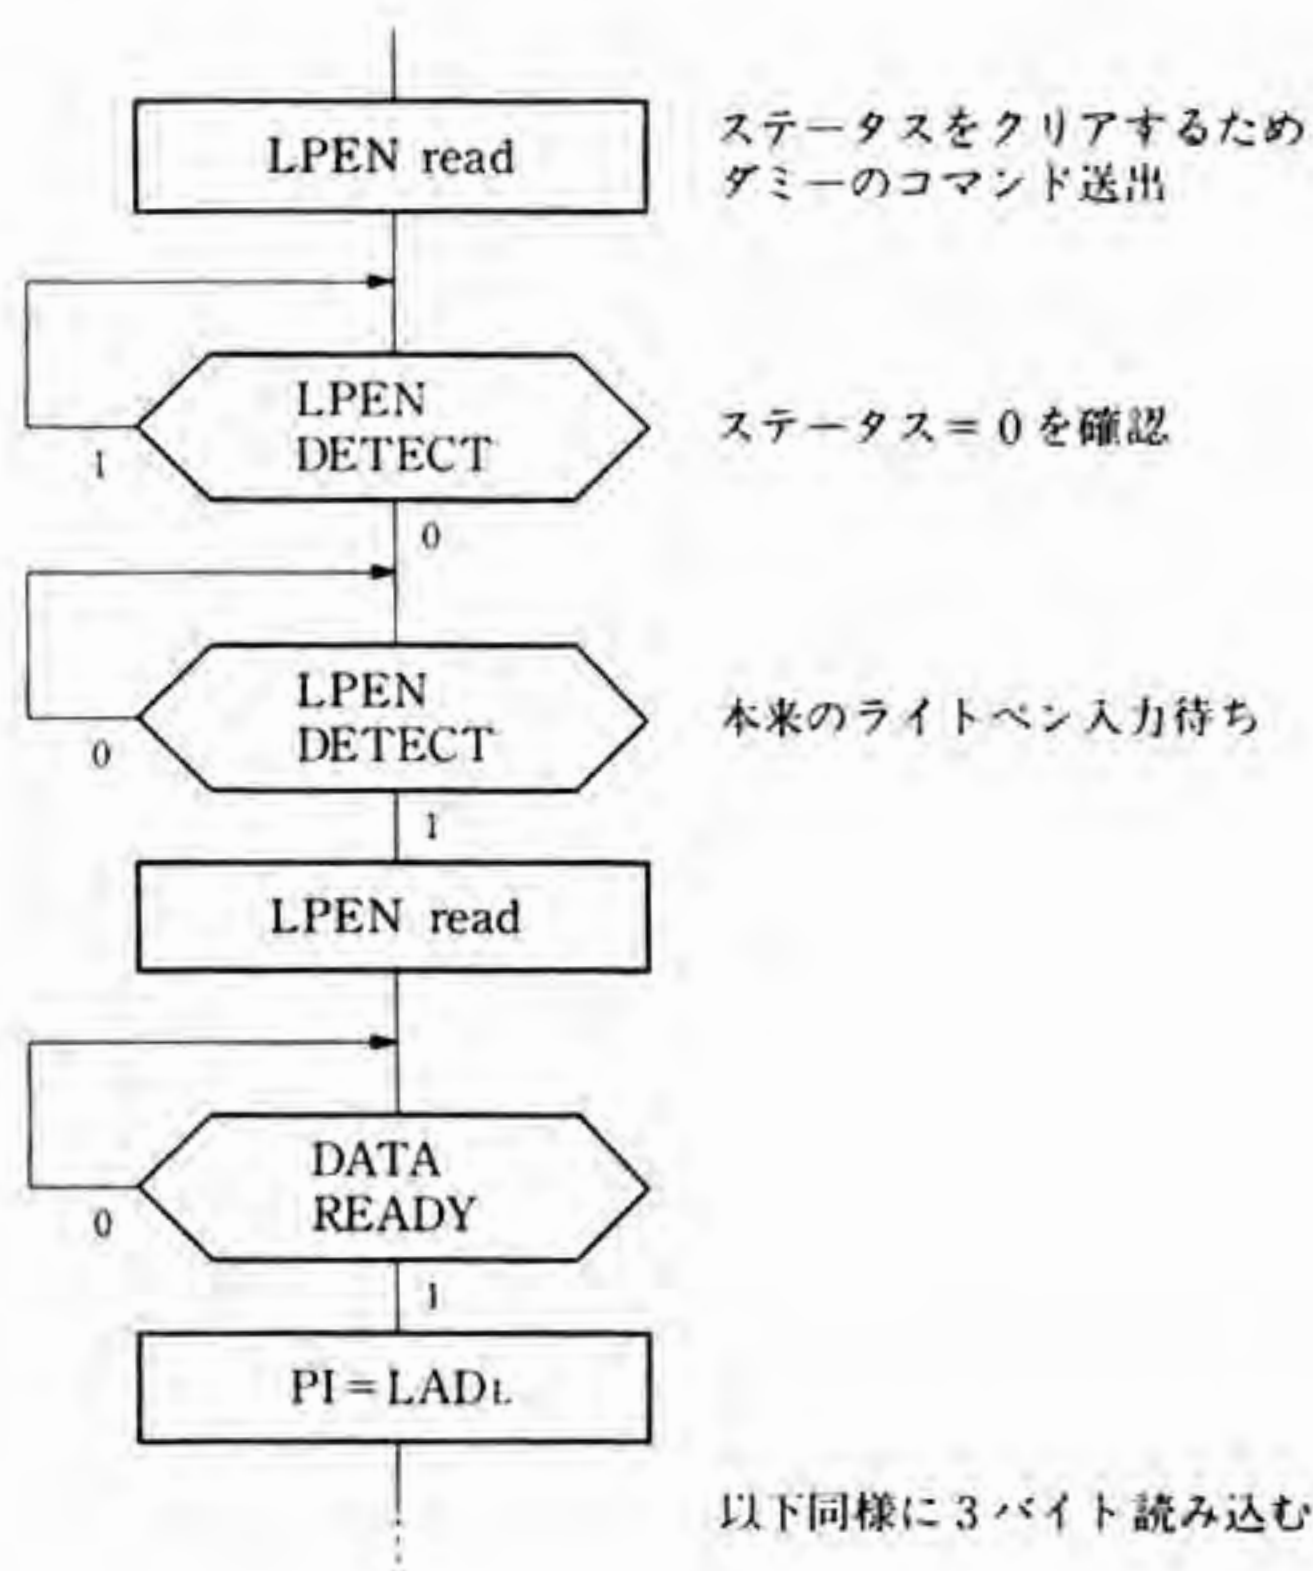 LPEN read
ステータスをクリアするため
ダミーのコマンド送出
LPEN
DETECT
1
ステータス＝0を確認
0
LPEN
DETECT
0
本来のライトペン入力待ち
1
LPEN read
DATA
READY
0
1
PI=LADL
以下同様に3バイト読み込む